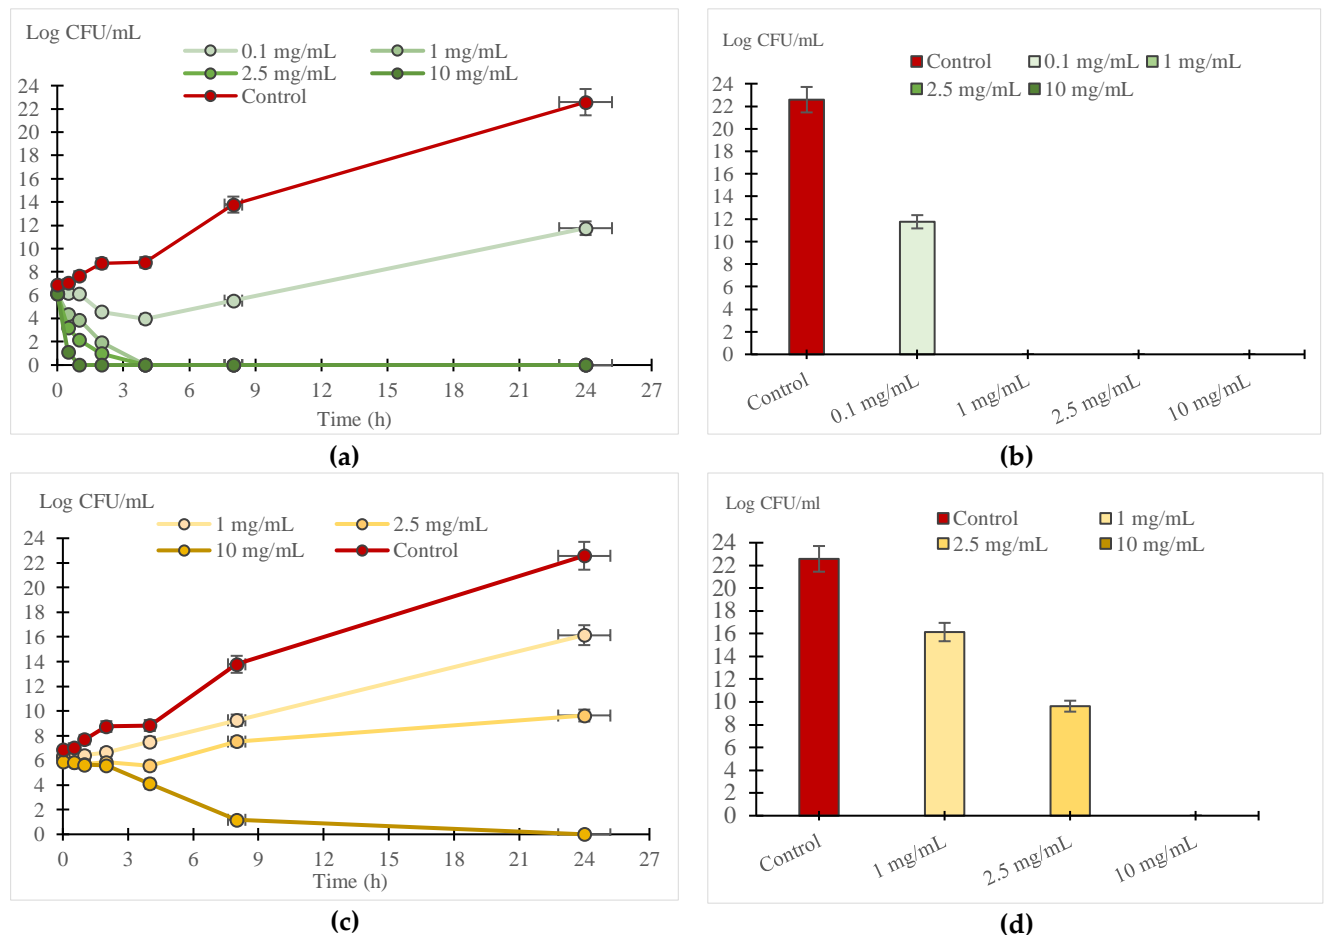 Log CFU/mL
0.1 mg/mL 1 mg/mL
2.5 mg/mL 10 mg/mL
Control
24
22
20
18
16
14
12
10
8
6
4
2
0
0 3 6 9 12 15 18 21 24 27
Time (h)
(a)
Log CFU/mL
Control 0.1 mg/mL 1 mg/mL
2.5 mg/mL 10 mg/mL
24
22
20
18
16
14
12
10
8
6
4
2
0
Control 0.1 mg/mL 1 mg/mL 2.5 mg/mL 10 mg/mL
(b)
Log CFU/mL
1 mg/mL 2.5 mg/mL
10 mg/mL Control
24
22
20
18
16
14
12
10
8
6
4
2
0
0 3 6 9 12 15 18 21 24 27
Time (h)
(c)
Log CFU/ml
Control 1 mg/mL
2.5 mg/mL 10 mg/mL
24
22
20
18
16
14
12
10
8
6
4
2
0
Control 1 mg/mL 2.5 mg/mL 10 mg/mL
(d)